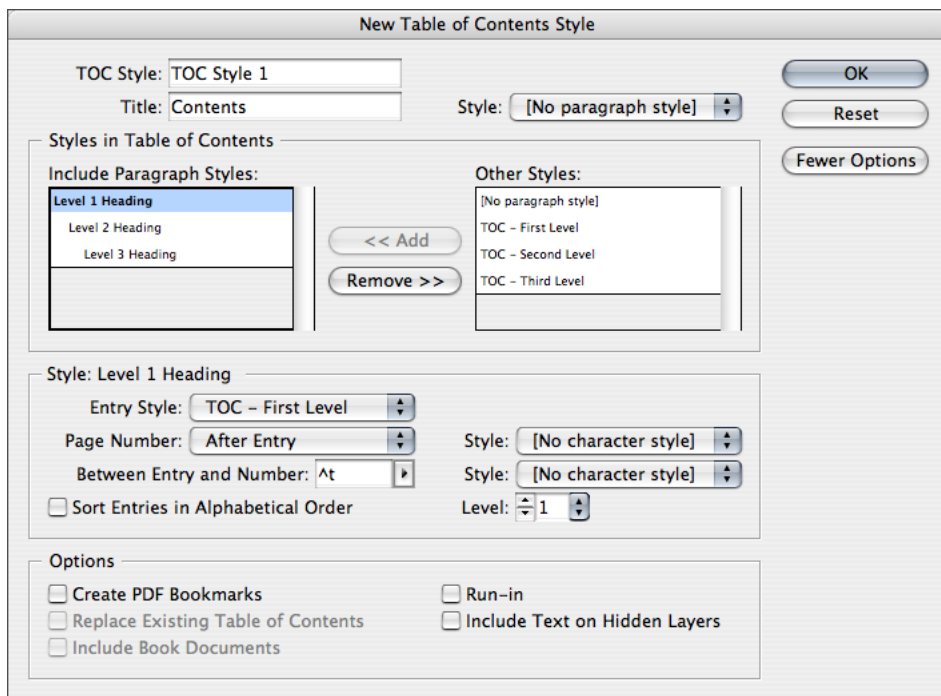 New Table of Contents Style
TOC Style: TOC Style 1
OK
Title: Contents
Style: [No paragraph style]
Reset
Fewer Options
Styles in Table of Contents
Include Paragraph Styles:
Other Styles:
Level 1 Heading
Level 2 Heading
Level 3 Heading
<< Add
Remove >>
[No paragraph style]
TOC – First Level
TOC – Second Level
TOC – Third Level
Style: Level 1 Heading
Entry Style: TOC – First Level
Page Number: After Entry
Style: [No character style]
Between Entry and Number: ^t
Style: [No character style]
Sort Entries in Alphabetical Order
Level: 1
Options
Create PDF Bookmarks
Run-in
Replace Existing Table of Contents
Include Text on Hidden Layers
Include Book Documents